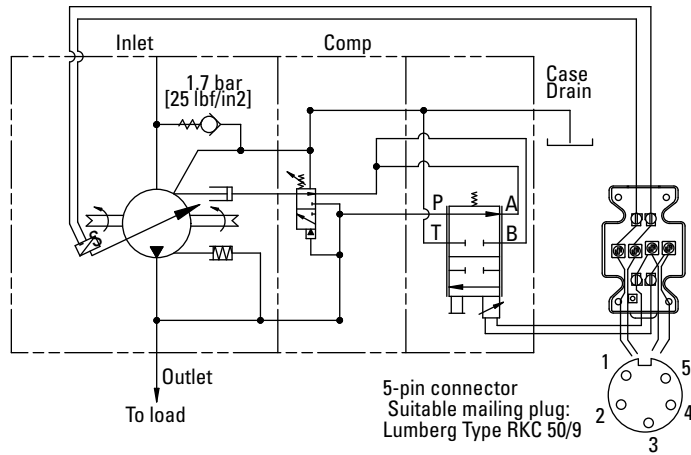 Inlet
Comp
1.7 bar
[25 lbf/in2]
Case
Drain
S
P
A
T
B
Outlet
To load
5-pin connector
Suitable mailing plug:
Lumberg Type RKC 50/9
1
5
2
4
3